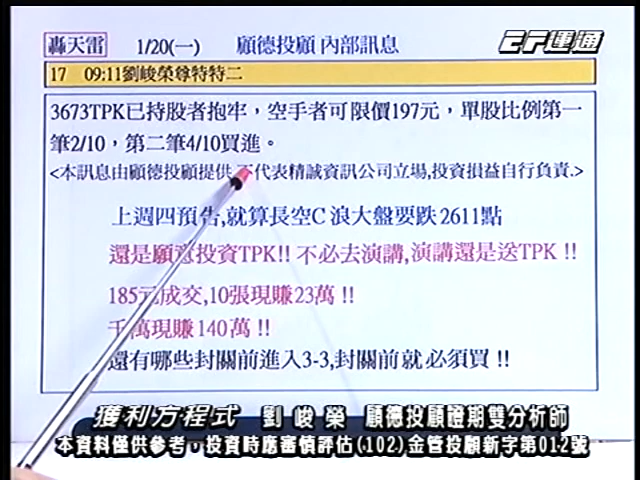 轟天雷 1/20(一) 顧德投顧 內部訊息 EF運通
17 09:11劉峻榮尊特特二
3673TPK已持股者抱牢，空手者可限價197元，單股比例第一
筆2/10，第二筆4/10買進。
<本訊息由顧德投顧提供,不代表精誠資訊公司立場,投資損益自行負責.>
上週四預告,就算長空C 浪大盤要跌 2611點
還是願意投資TPK!! 不必去演講,演講還是送TPK !!
185元成交,10張現賺23萬 !!
千萬現賺140萬 !!
還有哪些封關前進入3-3,封關前就必須買 !!
獲利方程式 劉峻榮 顧德投顧證期雙分析師
本資料僅供參考，投資時應審慎評估(102)金管投顧新字第012號